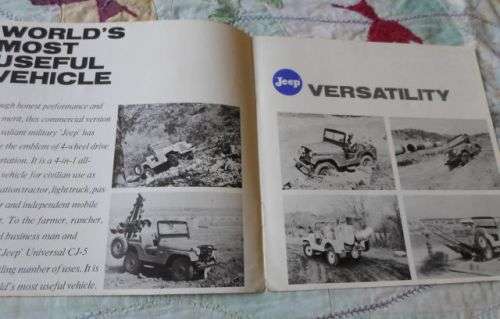 WORLD'S
MOST
USEFUL
VEHICLE
ough honest performance and
merit, this commercial version
valiant military 'Jeep' has
e the emblem of 4-wheel drive
rtation. It is a 4-in-1 all-
vehicle for civilian use as
ation tractor, light truck, pas
r and independent mobile
r. To the farmer, rancher,
d business man and
'Jeep' Universal CJ-5
ling number of uses. It is
ld's most useful vehicle.
Jeep VERSATILITY